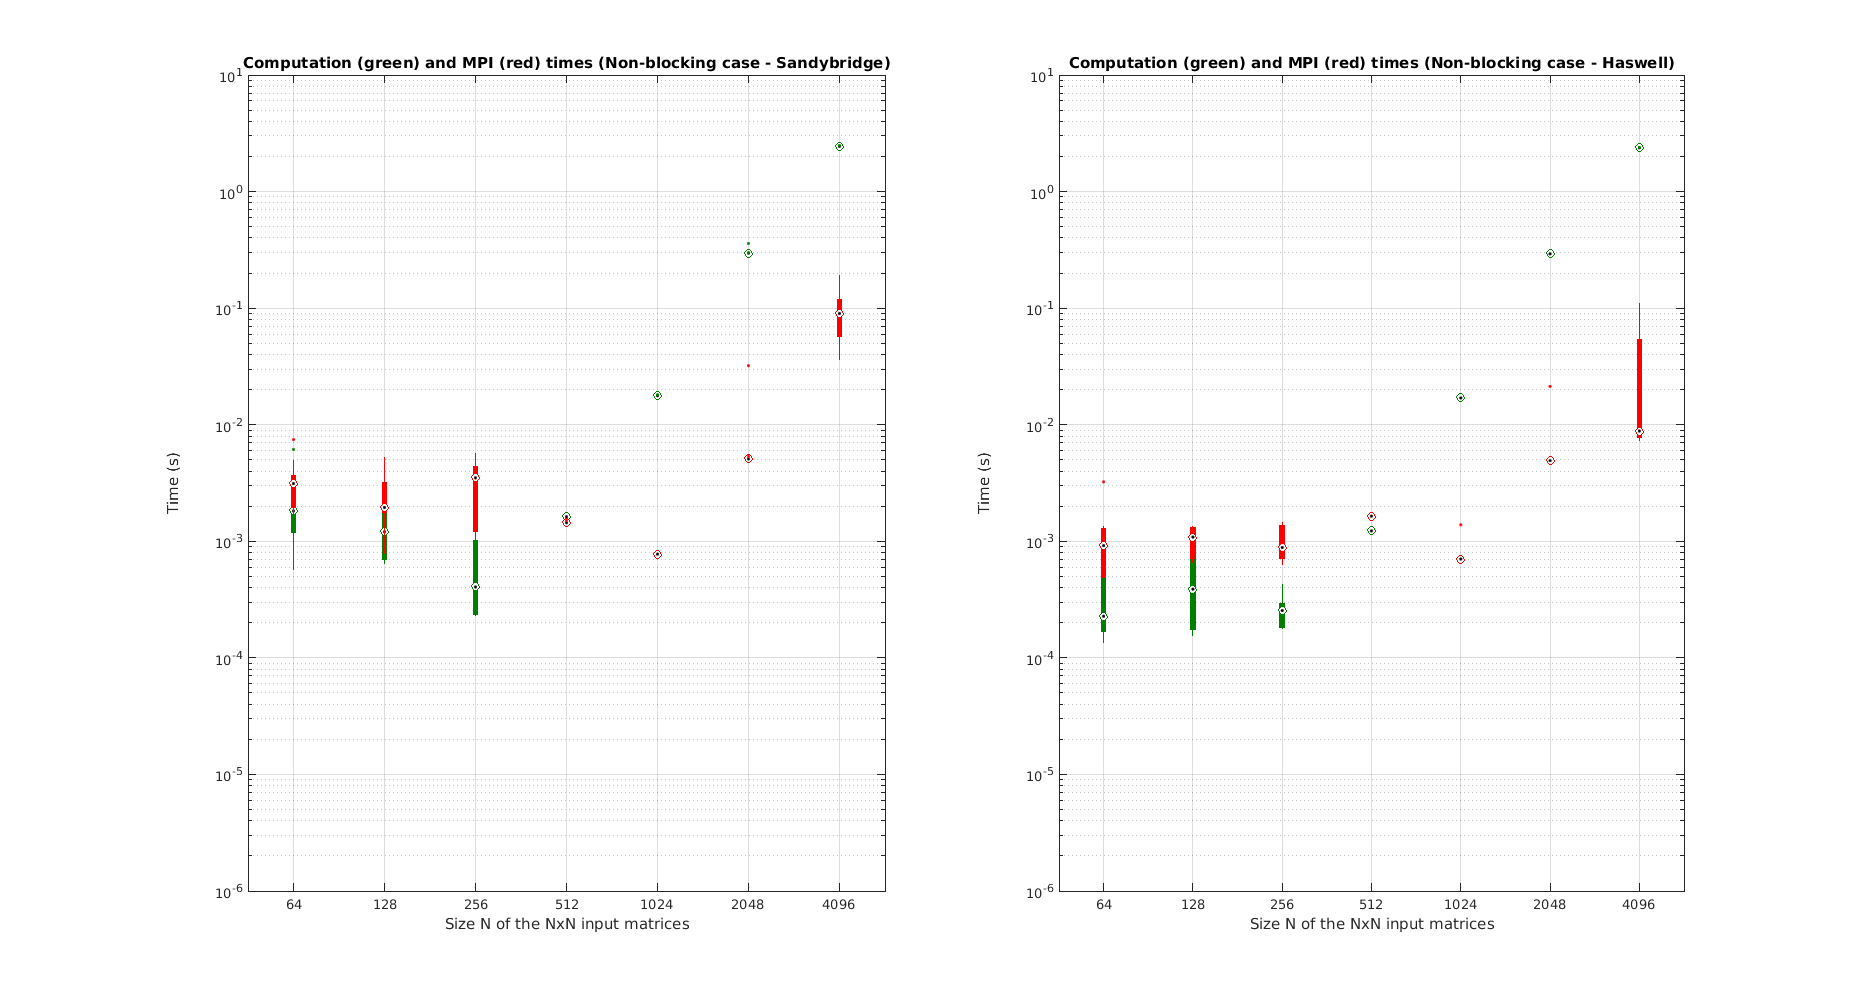 Computation (green) and MPI (red) times (Non-blocking case - Sandybridge)
10^1
10^0
10^-1
10^-2
10^-3
10^-4
10^-5
10^-6
Time (s)
64 128 256 512 1024 2048 4096
Size N of the NxN input matrices
Computation (green) and MPI (red) times (Non-blocking case - Haswell)
10^1
10^0
10^-1
10^-2
10^-3
10^-4
10^-5
10^-6
Time (s)
64 128 256 512 1024 2048 4096
Size N of the NxN input matrices